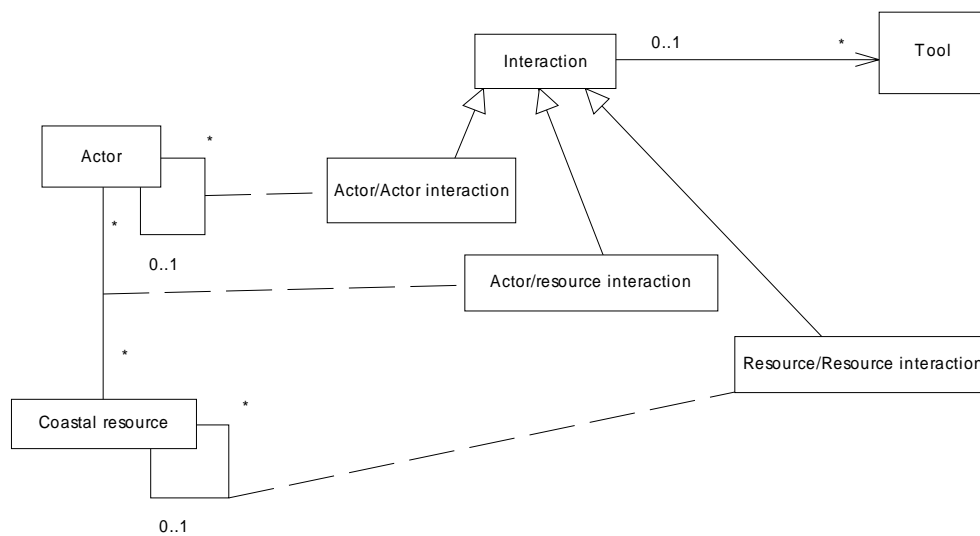 0..1
*
Tool
Interaction
*
Actor
Actor/Actor interaction
*
0..1
Actor/resource interaction
*
Resource/Resource interaction
*
Coastal resource
0..1